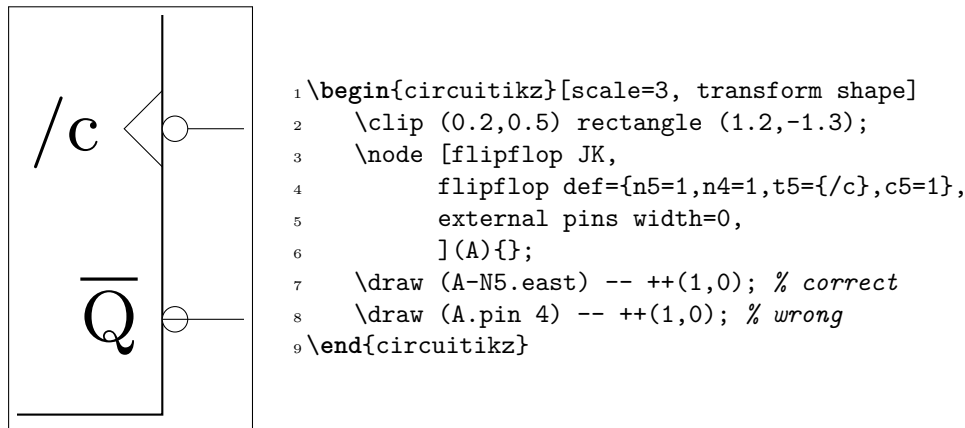 /c
Q
1 \begin{circuitikz}[scale=3, transform shape]
2     \clip (0.2,0.5) rectangle (1.2,-1.3);
3     \node [flipflop JK,
4           flipflop def={n5=1,n4=1,t5={/c},c5=1},
5           external pins width=0,
6           ](A){};
7     \draw (A-N5.east) -- ++(1,0); % correct
8     \draw (A.pin 4) -- ++(1,0); % wrong
9 \end{circuitikz}